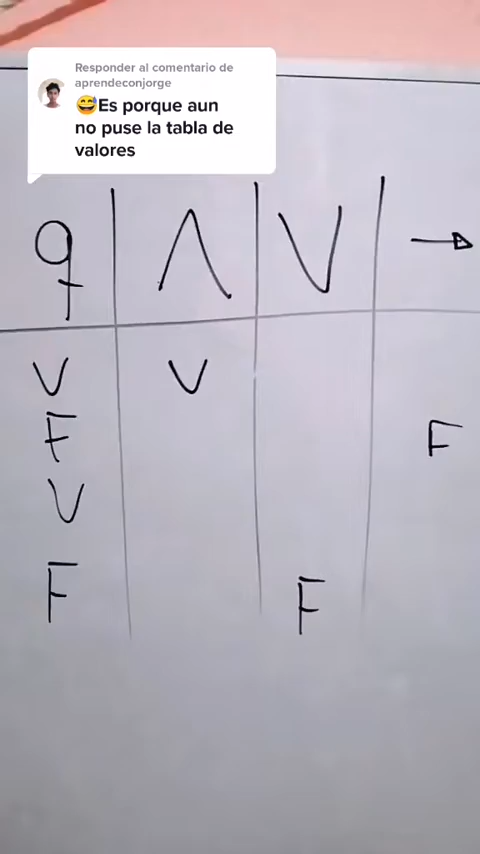 Responder al comentario de
aprendeconjorge
😅Es porque aun
no puse la tabla de
valores
q Λ V →
V V
F F
V
F F